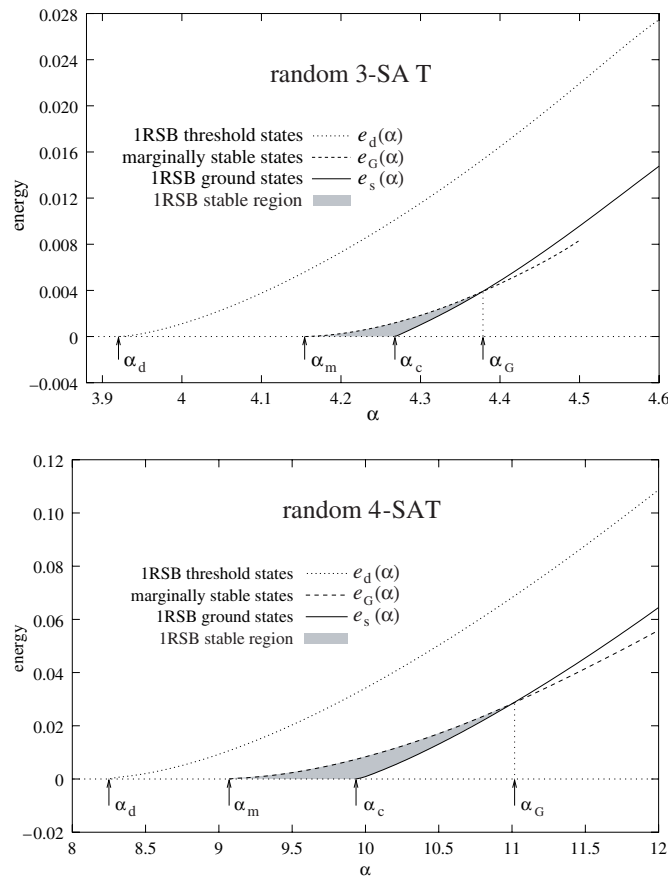 0.028
0.024
0.020
0.016
0.012
0.008
0.004
0
−0.004
energy
random 3-SA T
1RSB threshold states e_d(α)
marginally stable states e_G(α)
1RSB ground states e_s(α)
1RSB stable region
α_d α_m α_c α_G
3.9 4 4.1 4.2 4.3 4.4 4.5 4.6
α
0.12
0.10
0.08
0.06
0.04
0.02
0
−0.02
energy
random 4-SAT
1RSB threshold states e_d(α)
marginally stable states e_G(α)
1RSB ground states e_s(α)
1RSB stable region
α_d α_m α_c α_G
8 8.5 9 9.5 10 10.5 11 11.5 12
α